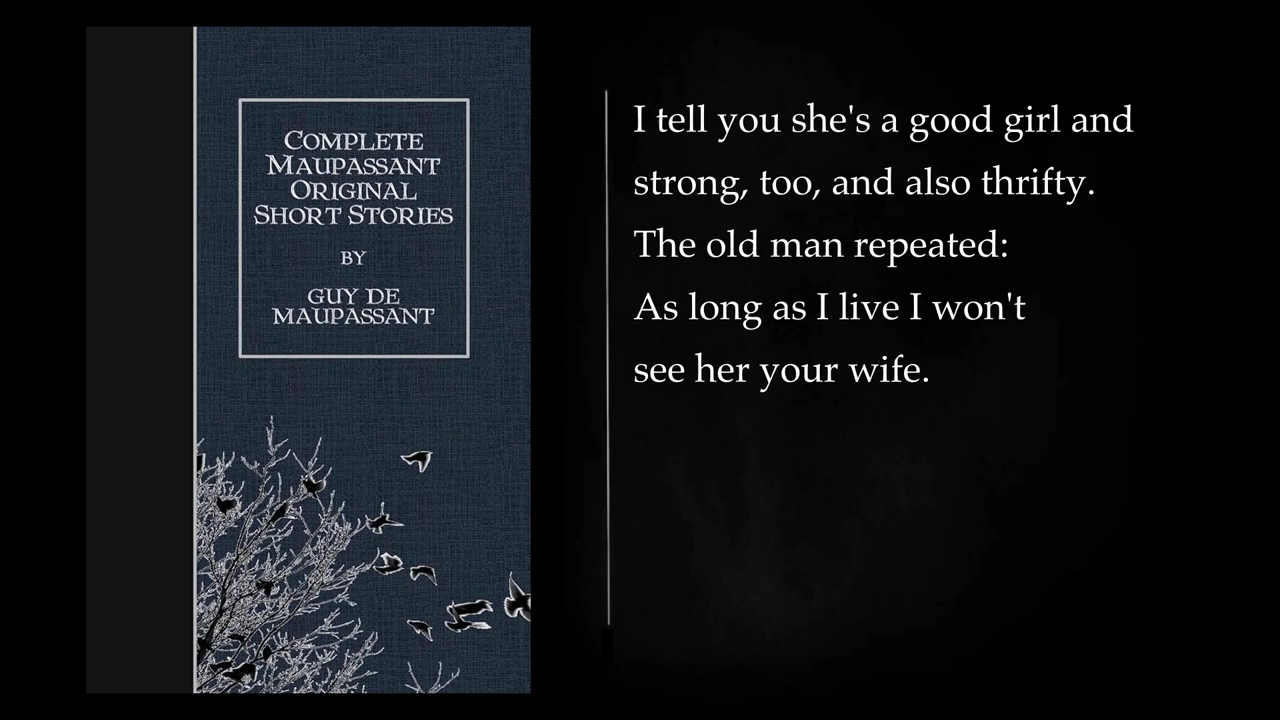 COMPLETE
MAUPASSANT
ORIGINAL
SHORT STORIES
BY
GUY DE
MAUPASSANT
I tell you she's a good girl and
strong, too, and also thrifty.
The old man repeated:
As long as I live I won't
see her your wife.